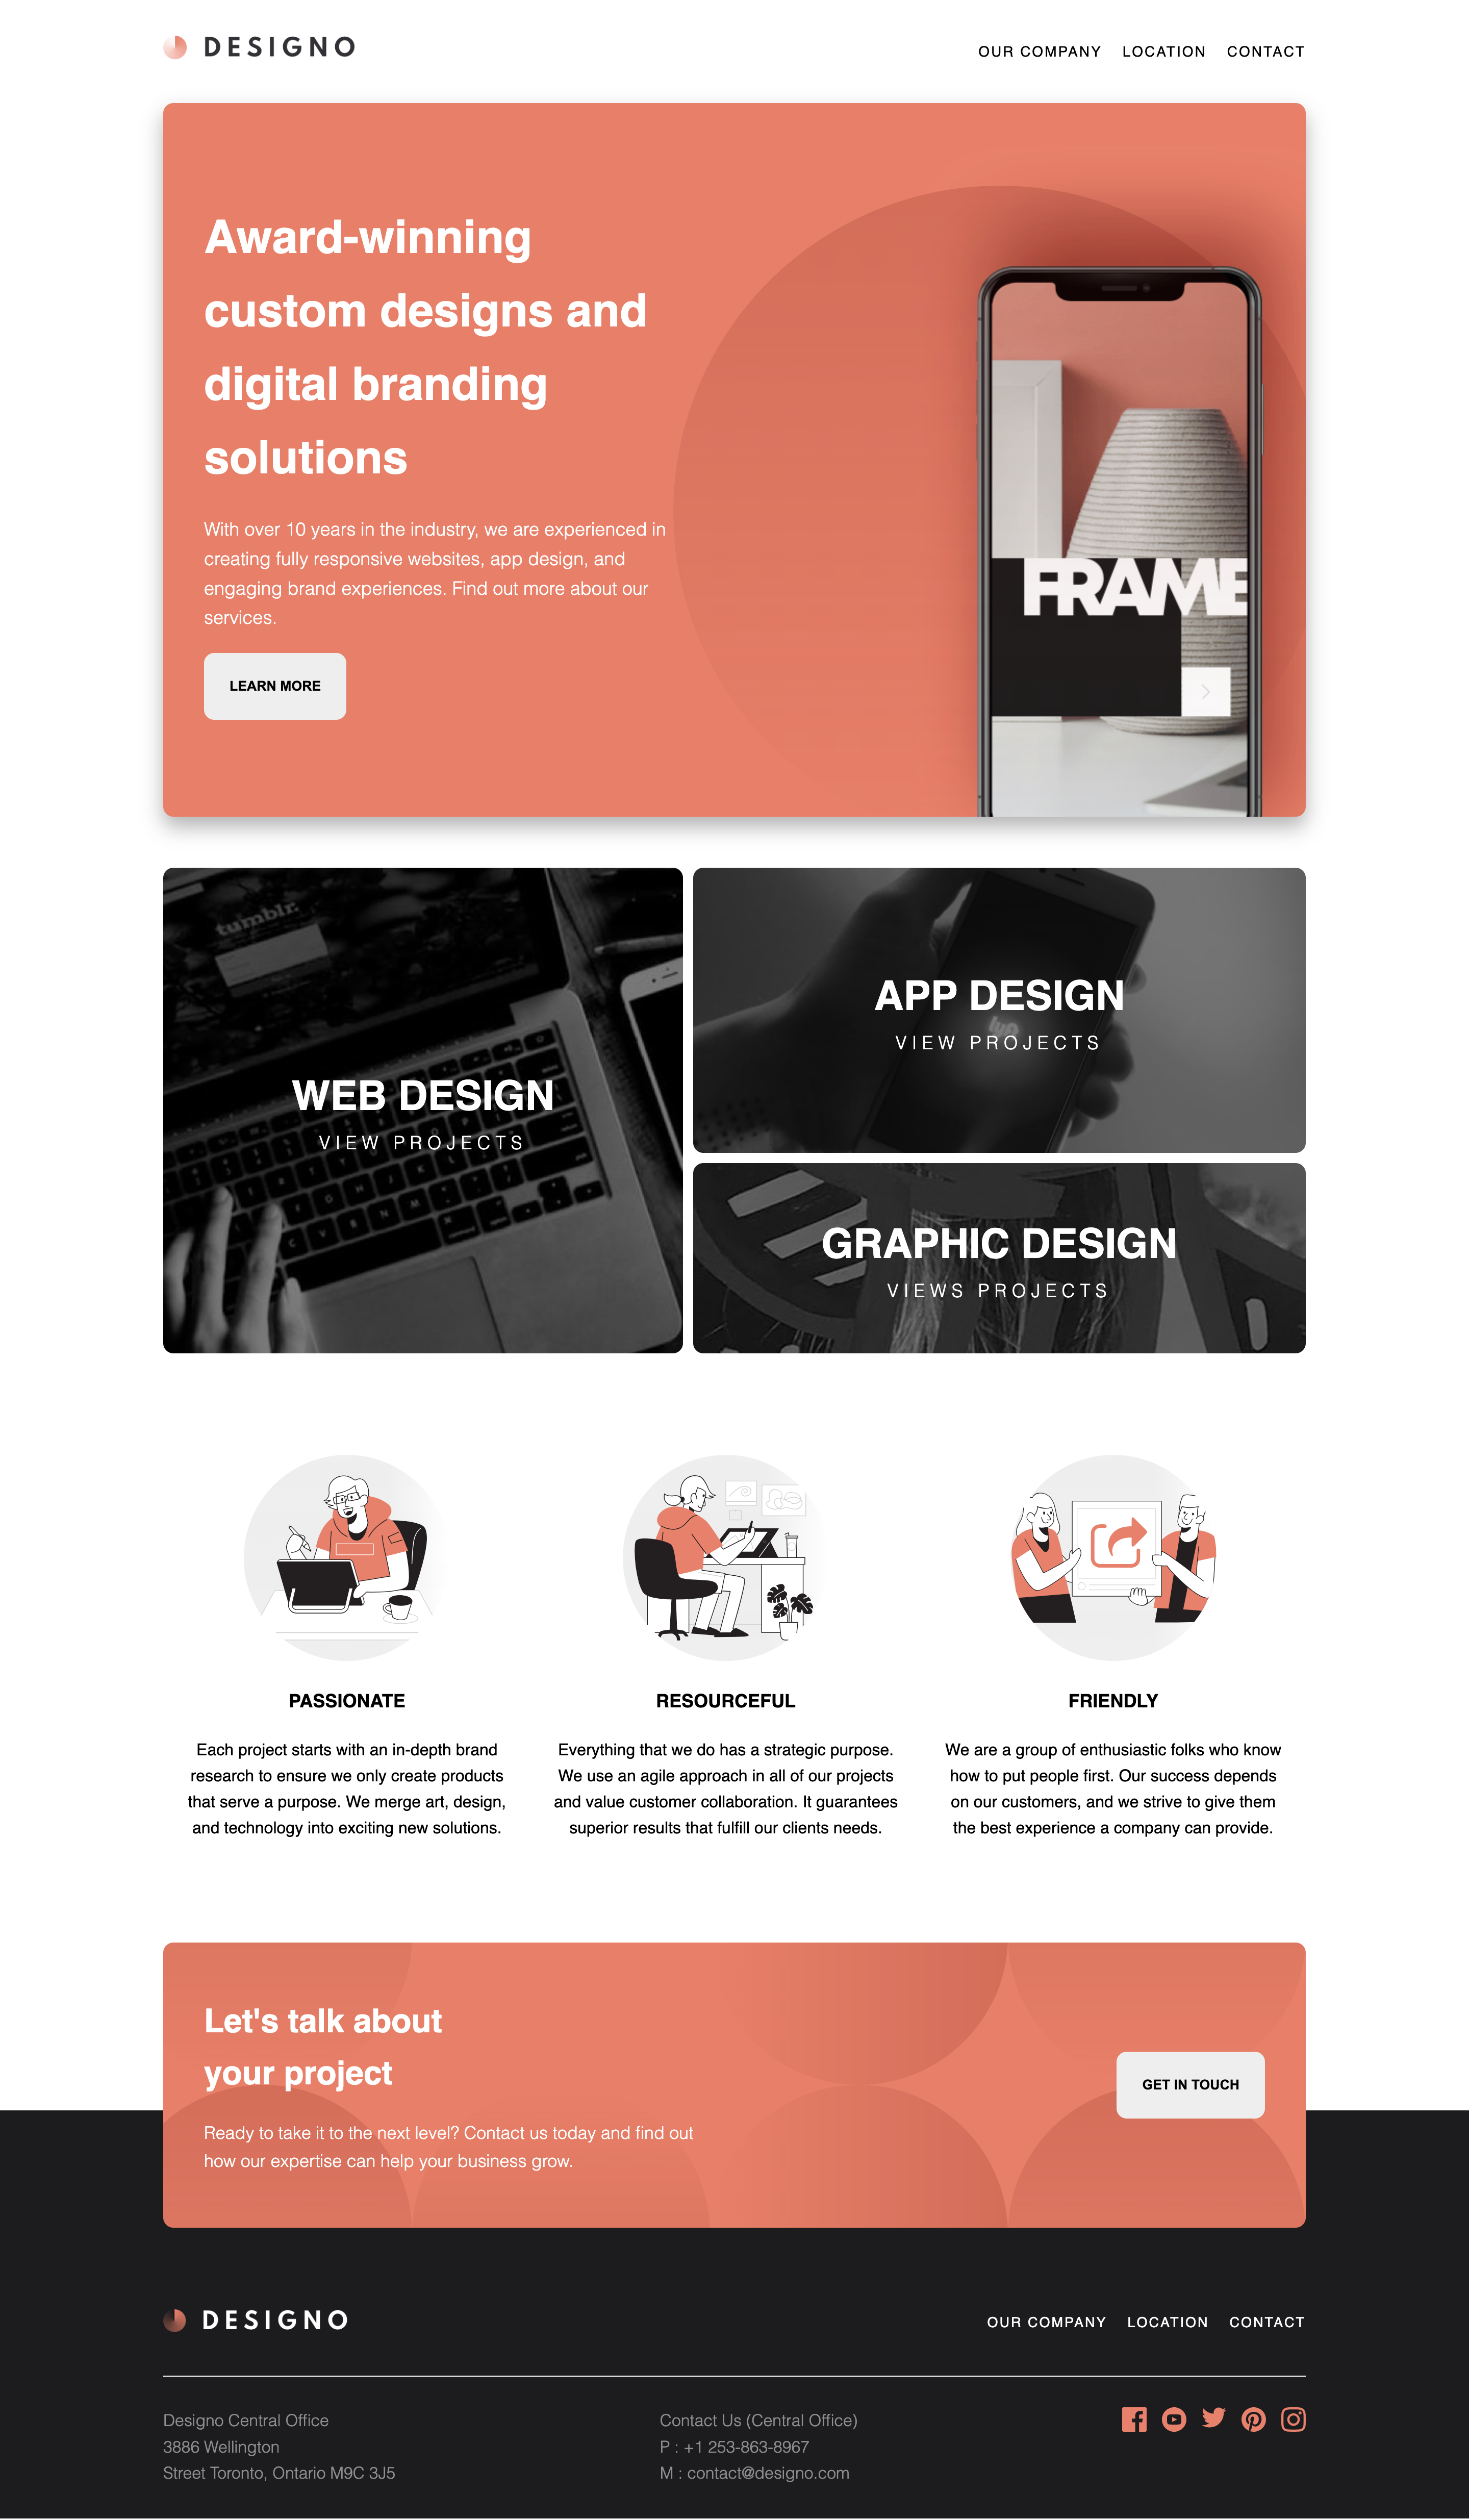 DESIGNO
OUR COMPANY LOCATION CONTACT
Award-winning
custom designs and
digital branding
solutions
With over 10 years in the industry, we are experienced in
creating fully responsive websites, app design, and
engaging brand experiences. Find out more about our
services.
LEARN MORE
FRAME
tumblr.
WEB DESIGN
VIEW PROJECTS
APP DESIGN
VIEW PROJECTS
GRAPHIC DESIGN
VIEWS PROJECTS
PASSIONATE
Each project starts with an in-depth brand
research to ensure we only create products
that serve a purpose. We merge art, design,
and technology into exciting new solutions.
RESOURCEFUL
Everything that we do has a strategic purpose.
We use an agile approach in all of our projects
and value customer collaboration. It guarantees
superior results that fulfill our clients needs.
FRIENDLY
We are a group of enthusiastic folks who know
how to put people first. Our success depends
on our customers, and we strive to give them
the best experience a company can provide.
Let's talk about
your project
Ready to take it to the next level? Contact us today and find out
how our expertise can help your business grow.
GET IN TOUCH
DESIGNO
OUR COMPANY LOCATION CONTACT
Designo Central Office
3886 Wellington
Street Toronto, Ontario M9C 3J5
Contact Us (Central Office)
P : +1 253-863-8967
M : contact@designo.com